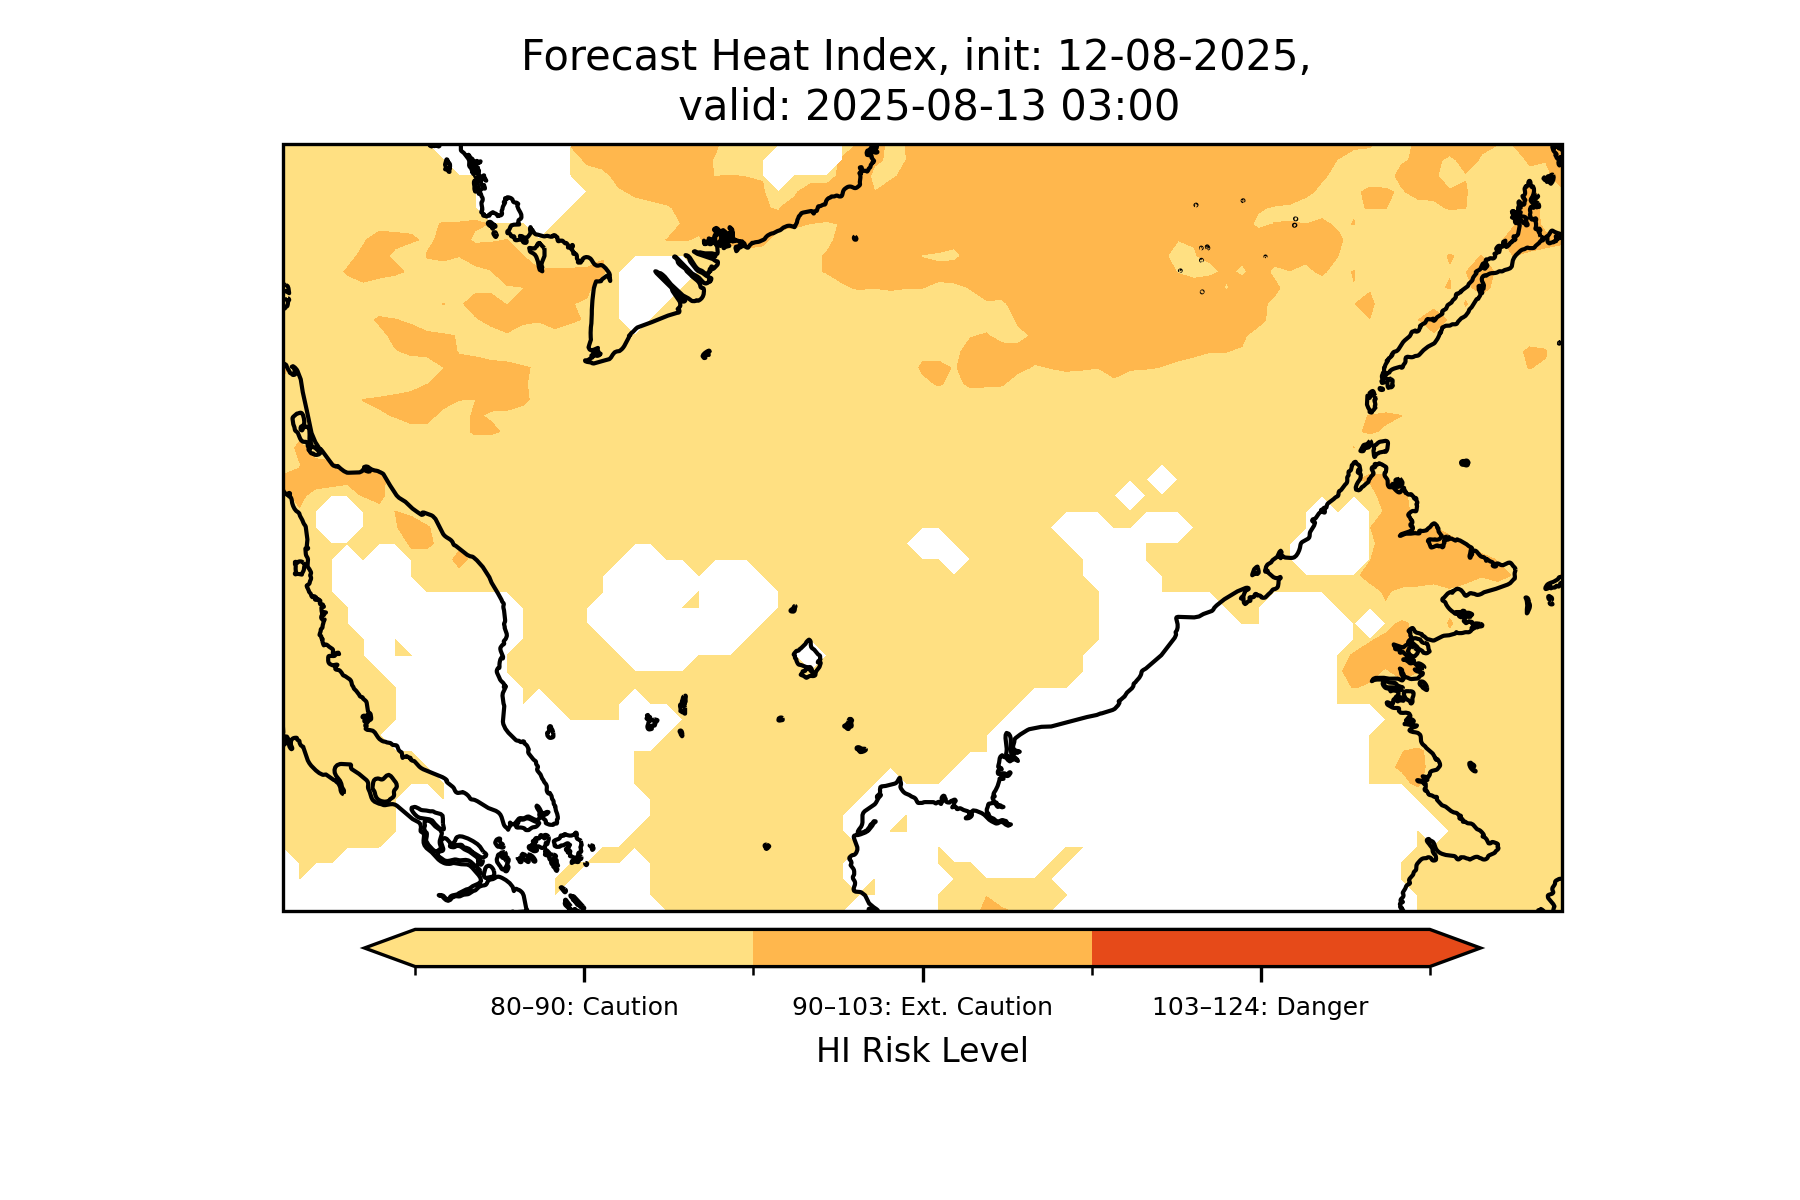 Forecast Heat Index, init: 12-08-2025,
valid: 2025-08-13 03:00
80–90: Caution
90–103: Ext. Caution
103–124: Danger
HI Risk Level